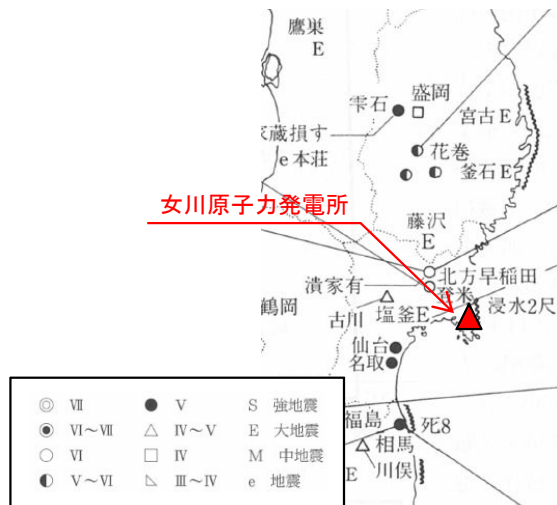 鷹巣
E
雫石
盛岡
宮古E
家蔵損す
e本荘
花巻
釜石E
女川原子力発電所
藤沢
E
北方早稲田
潰家有
登米
鶴岡
古川
塩釜E
浸水2尺
仙台
名取
福島
死8
相馬
川俣
E
◎ Ⅶ ● Ⅴ S 強地震
◉ Ⅵ～Ⅶ △ Ⅳ～Ⅴ E 大地震
○ Ⅵ □ Ⅳ M 中地震
◐ Ⅴ～Ⅵ ◺ Ⅲ～Ⅳ e 地震